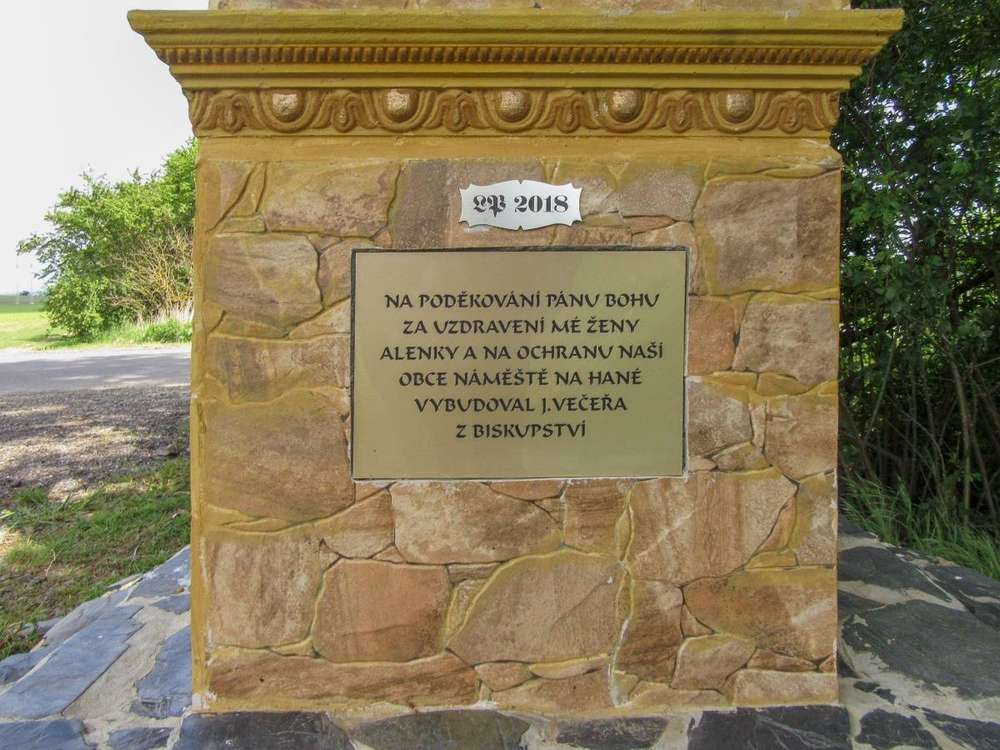 LP 2018
NA PODĚKOVÁNÍ PÁNU BOHU
ZA UZDRAVENÍ MÉ ŽENY
ALENKY A NA OCHRANU NAŠÍ
OBCE NÁMĚŠTĚ NA HANÉ
VYBUDOVAL J.VEČEŘA
Z BISKUPSTVÍ